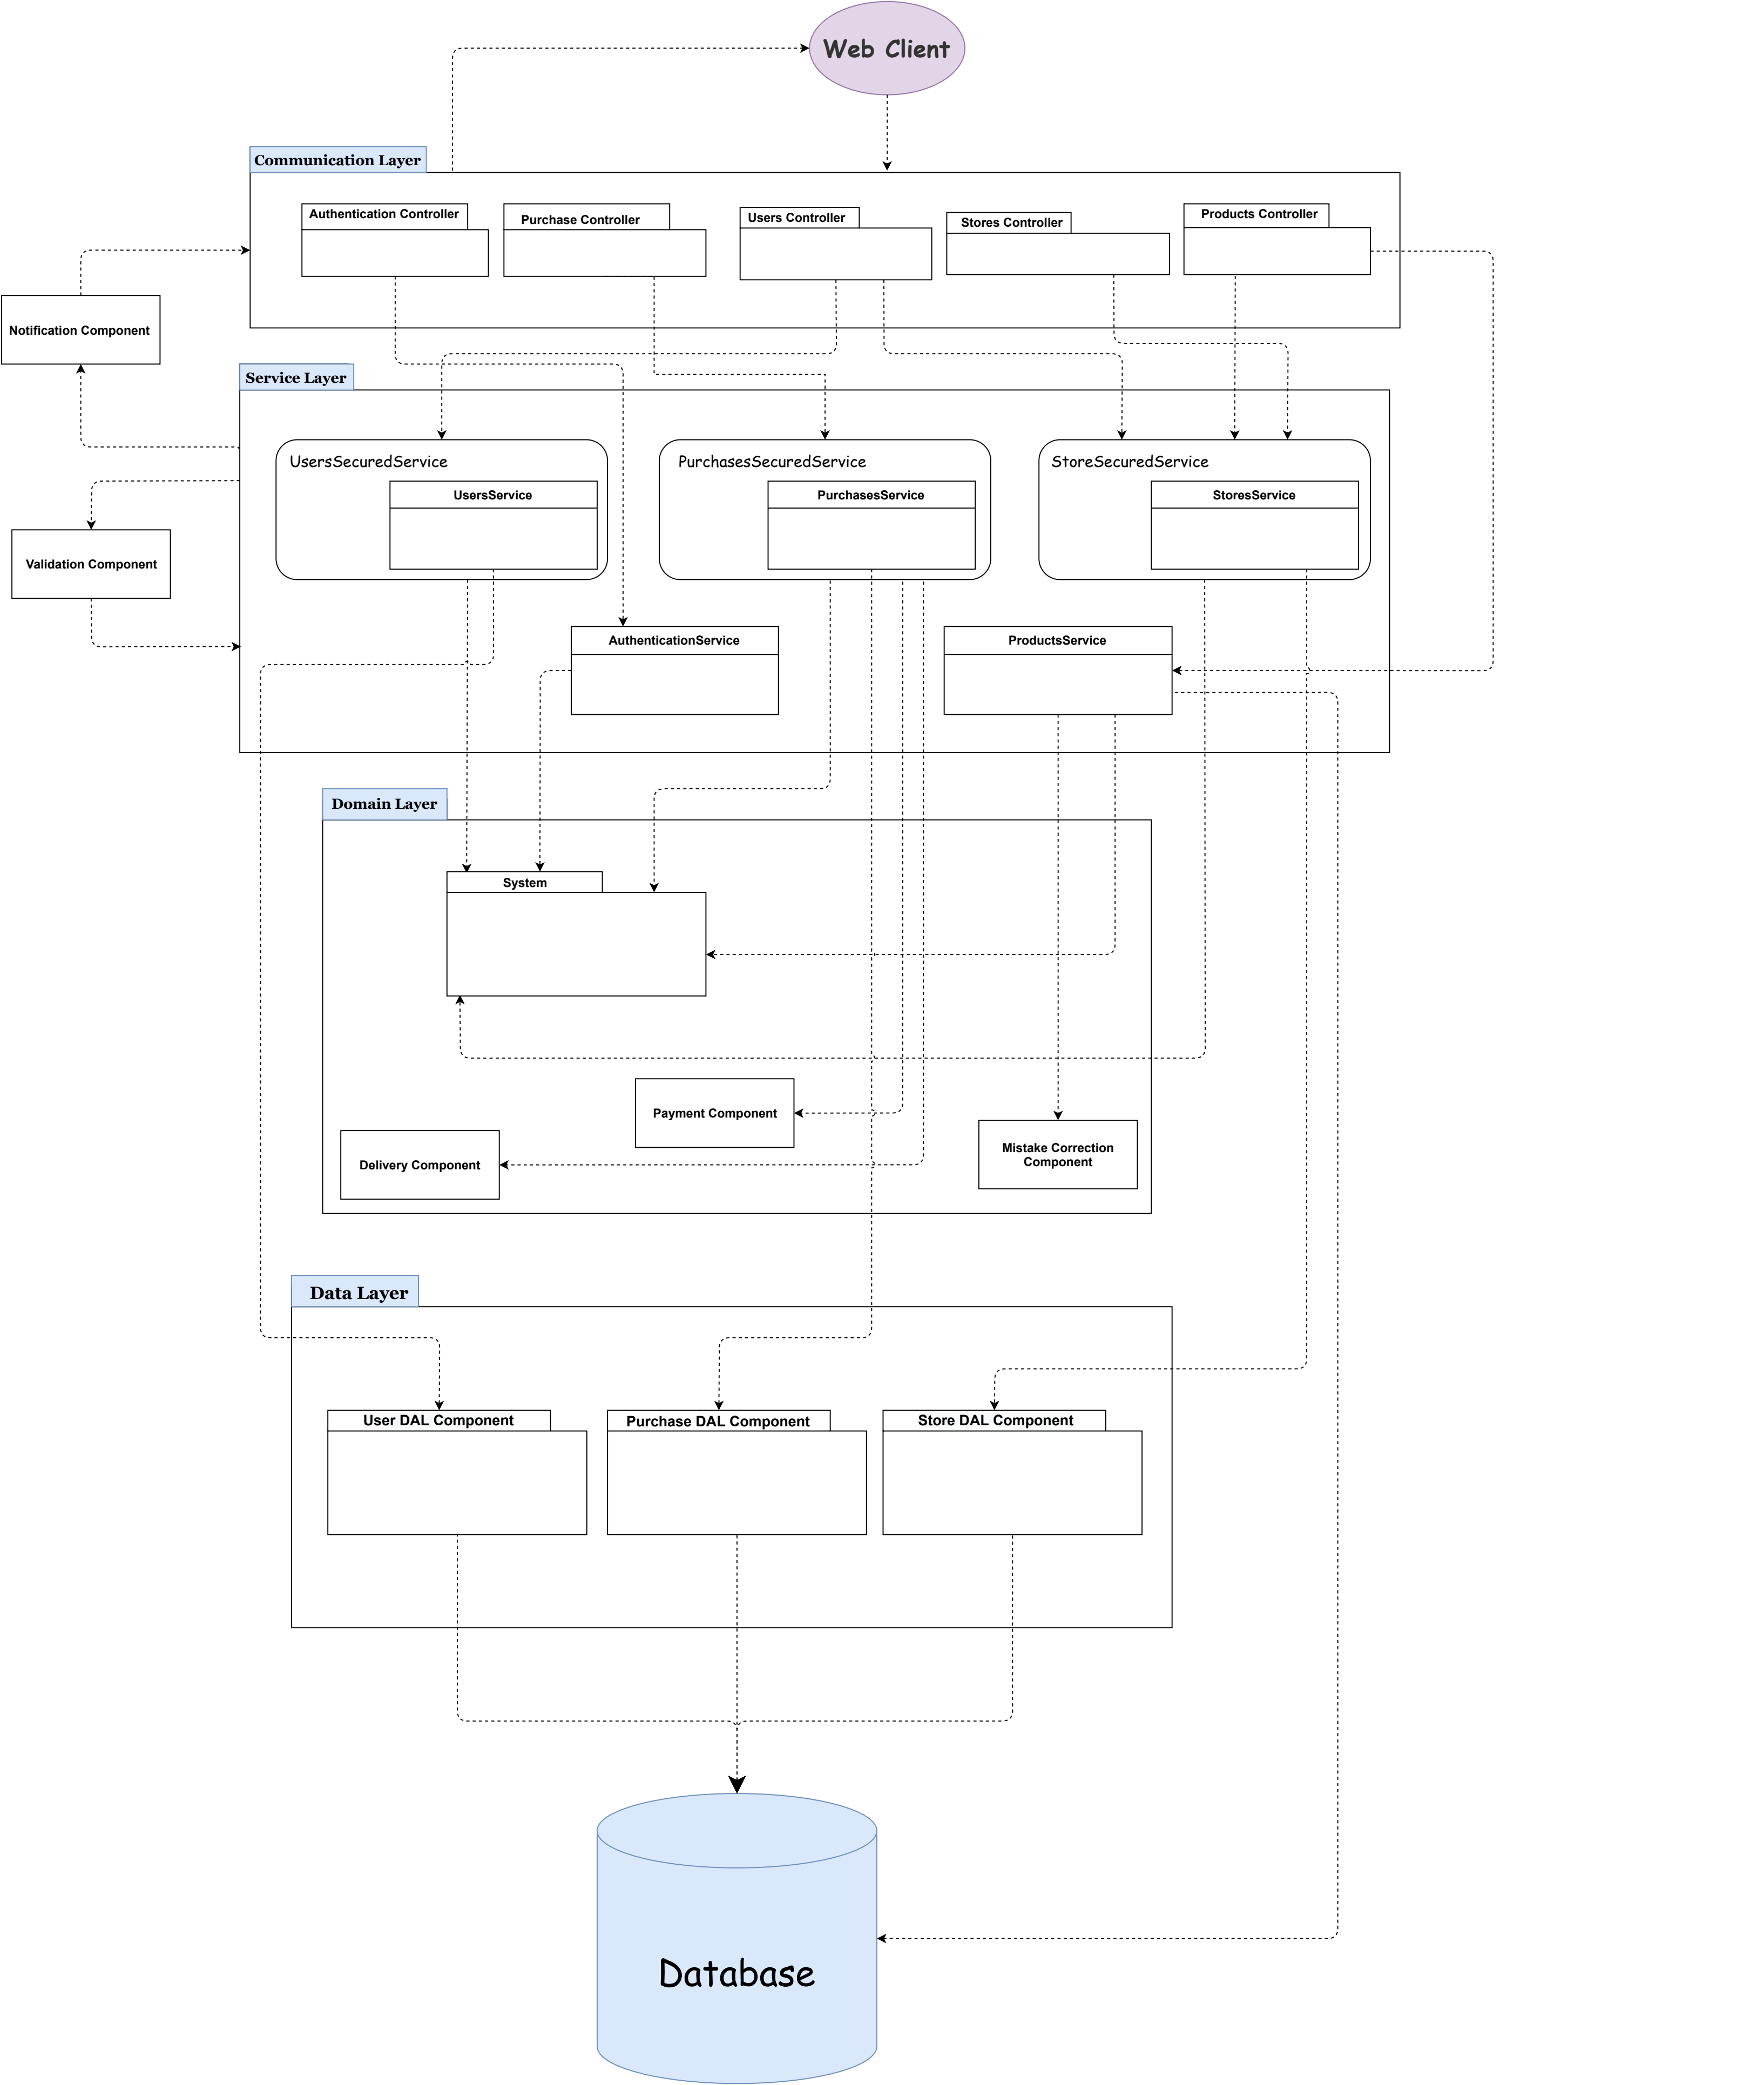 Web Client
Communication Layer
Authentication Controller
Purchase Controller
Users Controller
Stores Controller
Products Controller
Notification Component
Service Layer
UsersSecuredService
PurchasesSecuredService
StoreSecuredService
UsersService
PurchasesService
StoresService
Validation Component
AuthenticationService
ProductsService
Domain Layer
System
Payment Component
Delivery Component
Mistake Correction
Component
Data Layer
User DAL Component
Purchase DAL Component
Store DAL Component
Database